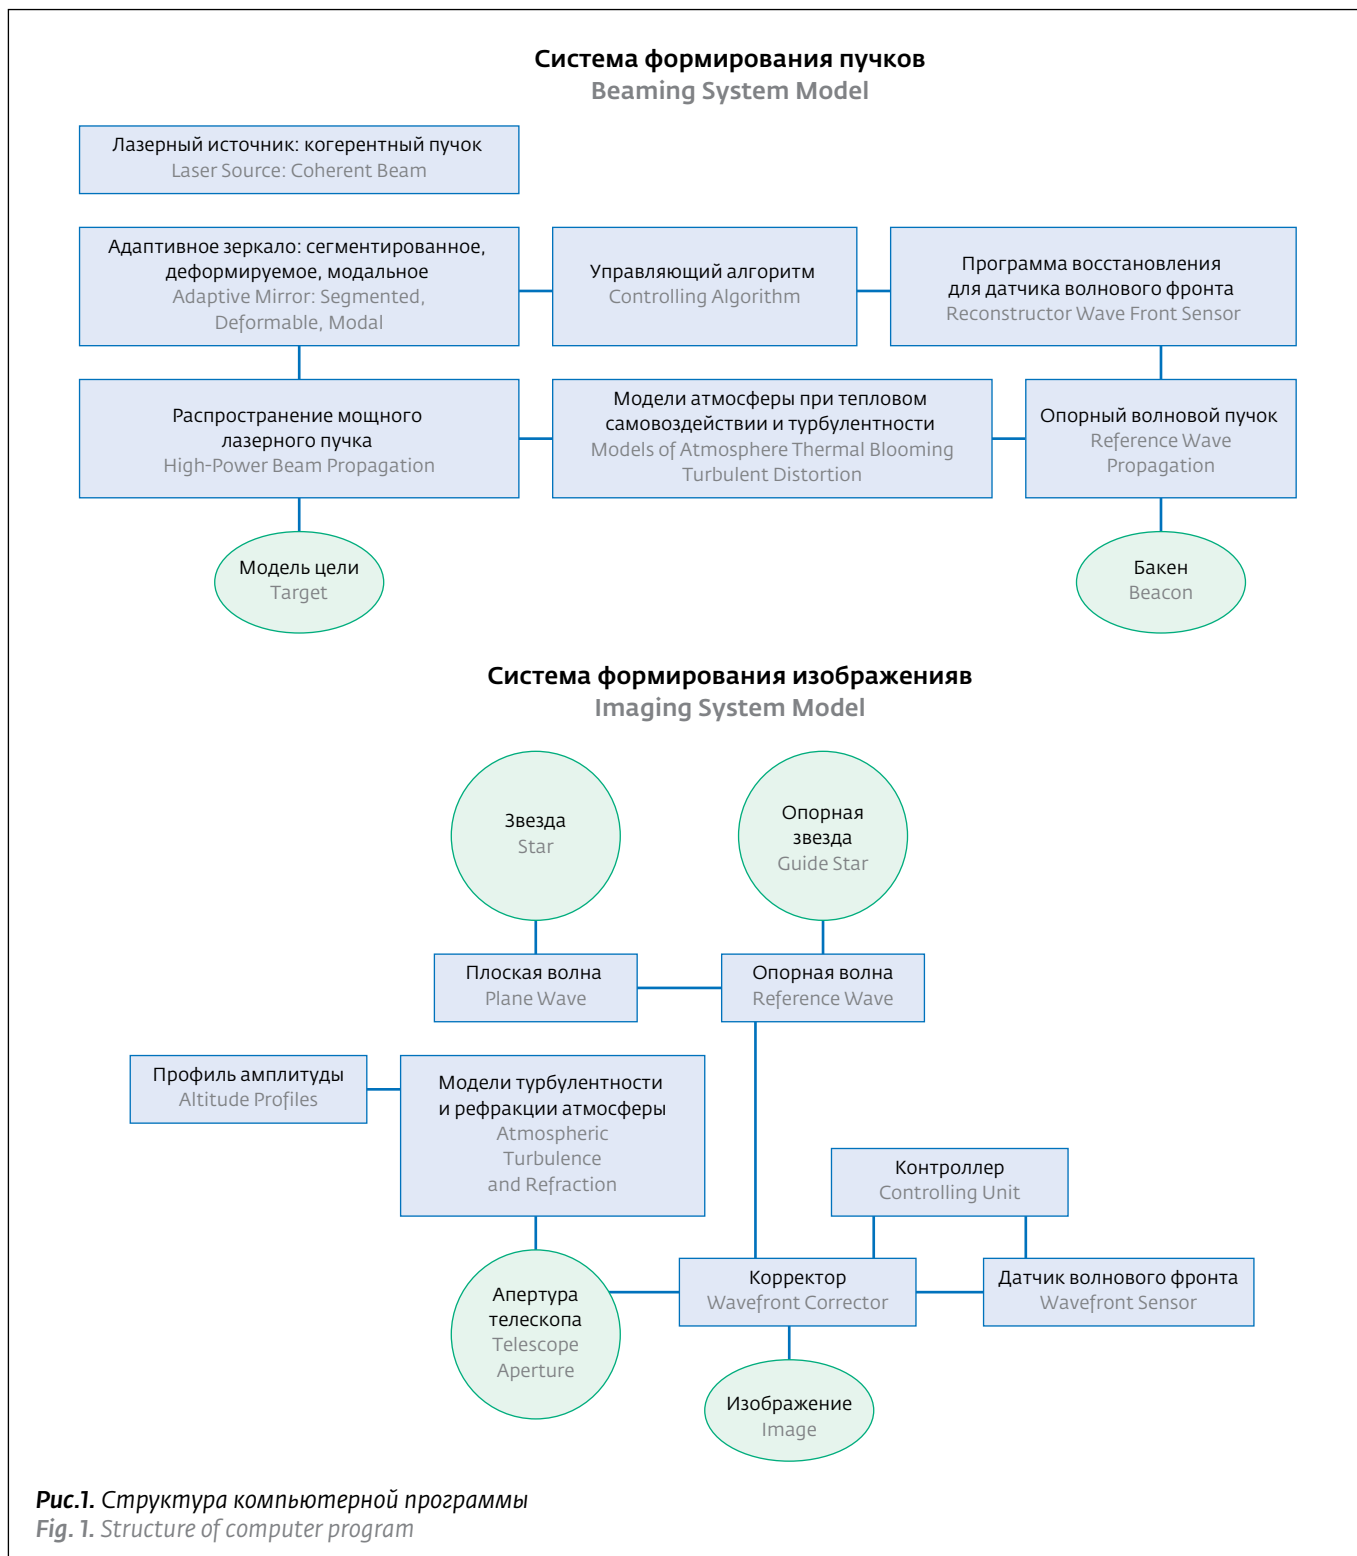 Система формирования пучков
Beaming System Model
Лазерный источник: когерентный пучок
Laser Source: Coherent Beam
Адаптивное зеркало: сегментированное,
деформируемое, модальное
Adaptive Mirror: Segmented,
Deformable, Modal
Управляющий алгоритм
Controlling Algorithm
Программа восстановления
для датчика волнового фронта
Reconstructor Wave Front Sensor
Распространение мощного
лазерного пучка
High-Power Beam Propagation
Модели атмосферы при тепловом
самовоздействии и турбулентности
Models of Atmosphere Thermal Blooming
Turbulent Distortion
Опорный волновой пучок
Reference Wave
Propagation
Модель цели
Target
Бакен
Beacon
Система формирования изображенияв
Imaging System Model
Звезда
Star
Опорная
звезда
Guide Star
Плоская волна
Plane Wave
Опорная волна
Reference Wave
Профиль амплитуды
Altitude Profiles
Модели турбулентности
и рефракции атмосферы
Atmospheric
Turbulence
and Refraction
Контроллер
Controlling Unit
Апертура
телескопа
Telescope
Aperture
Корректор
Wavefront Corrector
Датчик волнового фронта
Wavefront Sensor
Изображение
Image
Рис.1. Структура компьютерной программы
Fig. 1. Structure of computer program